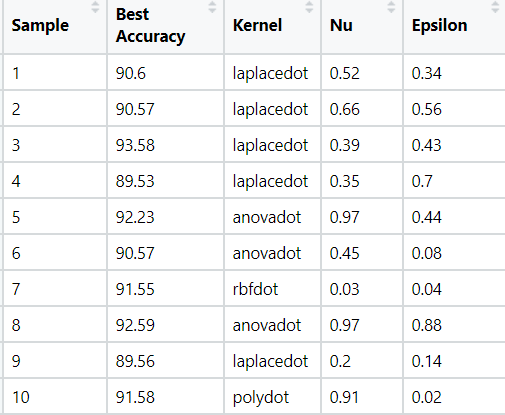 Sample Best Accuracy Kernel Nu Epsilon
1 90.6 laplacedot 0.52 0.34
2 90.57 laplacedot 0.66 0.56
3 93.58 laplacedot 0.39 0.43
4 89.53 laplacedot 0.35 0.7
5 92.23 anovadot 0.97 0.44
6 90.57 anovadot 0.45 0.08
7 91.55 rbfdot 0.03 0.04
8 92.59 anovadot 0.97 0.88
9 89.56 laplacedot 0.2 0.14
10 91.58 polydot 0.91 0.02